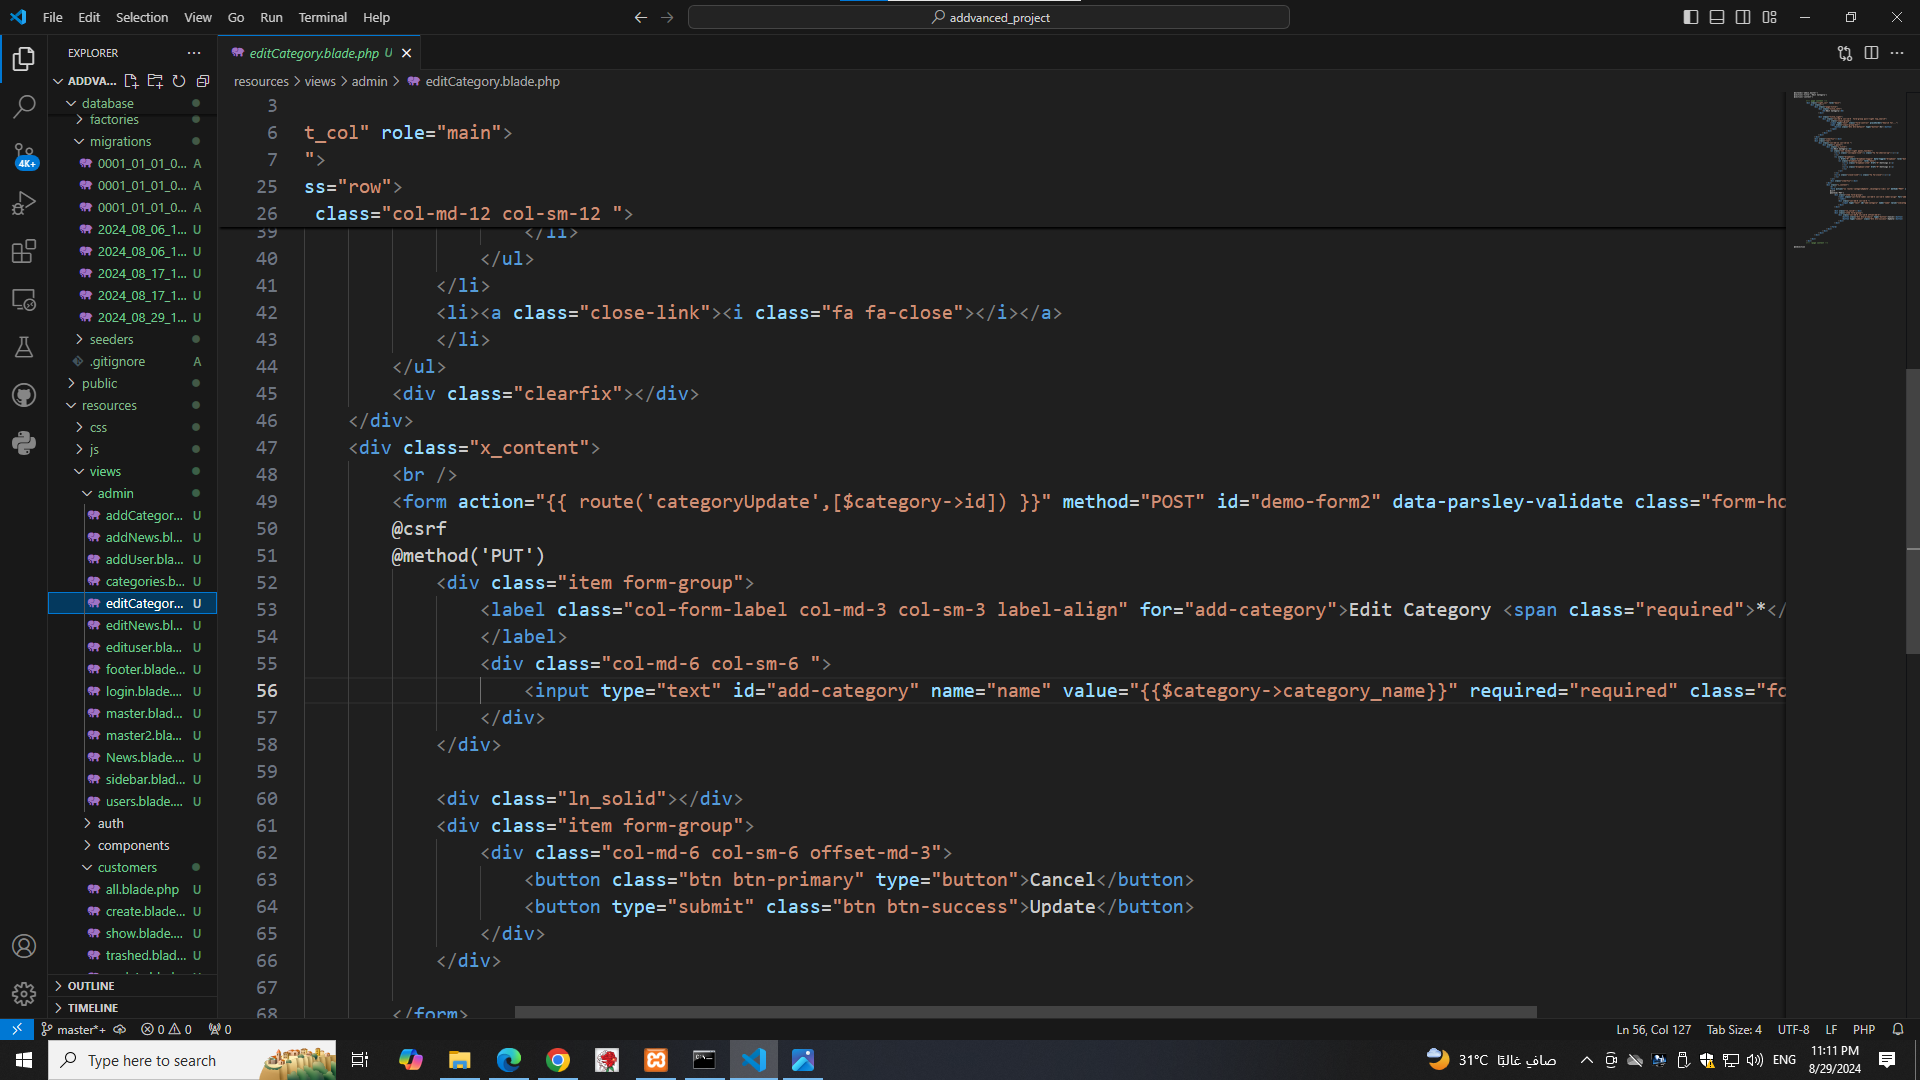 File Edit Selection View Go Run Terminal Help
addvanced_project
EXPLORER
editCategory.blade.php U
ADDVA...
resources > views > admin > editCategory.blade.php
database
factories
migrations
0001_01_01_0... A
0001_01_01_0... A
0001_01_01_0... A
2024_08_06_1... U
2024_08_06_1... U
2024_08_17_1... U
2024_08_17_1... U
2024_08_29_1... U
seeders
.gitignore A
public
resources
css
js
views
admin
addCategor... U
addNews.bl... U
addUser.bla... U
categories.b... U
editCategor... U
editNews.bl... U
edituser.bla... U
footer.blade... U
login.blade.... U
master.blad... U
master2.bla... U
News.blade.... U
sidebar.blad... U
users.blade.... U
auth
components
customers
all.blade.php U
create.blade... U
show.blade.... U
trashed.blad... U
OUTLINE
TIMELINE
4K+
3
6 t_col" role="main">
7 ">
25 ss="row">
26 class="col-md-12 col-sm-12 ">
39 </li>
40 </ul>
41 </li>
42 <li><a class="close-link"><i class="fa fa-close"></i></a>
43 </li>
44 </ul>
45 <div class="clearfix"></div>
46 </div>
47 <div class="x_content">
48 <br />
49 <form action="{{ route('categoryUpdate',[$category->id]) }}" method="POST" id="demo-form2" data-parsley-validate class="form-ho
50 @csrf
51 @method('PUT')
52 <div class="item form-group">
53 <label class="col-form-label col-md-3 col-sm-3 label-align" for="add-category">Edit Category <span class="required">*</
54 </label>
55 <div class="col-md-6 col-sm-6 ">
56 <input type="text" id="add-category" name="name" value="{{$category->category_name}}" required="required" class="fo
57 </div>
58 </div>
59
60 <div class="ln_solid"></div>
61 <div class="item form-group">
62 <div class="col-md-6 col-sm-6 offset-md-3">
63 <button class="btn btn-primary" type="button">Cancel</button>
64 <button type="submit" class="btn btn-success">Update</button>
65 </div>
66 </div>
67
68 </form>
master*+ 0 0 0
Ln 56, Col 127 Tab Size: 4 UTF-8 LF PHP
Type here to search
31°C صاف غالبًا
ENG
11:11 PM
8/29/2024